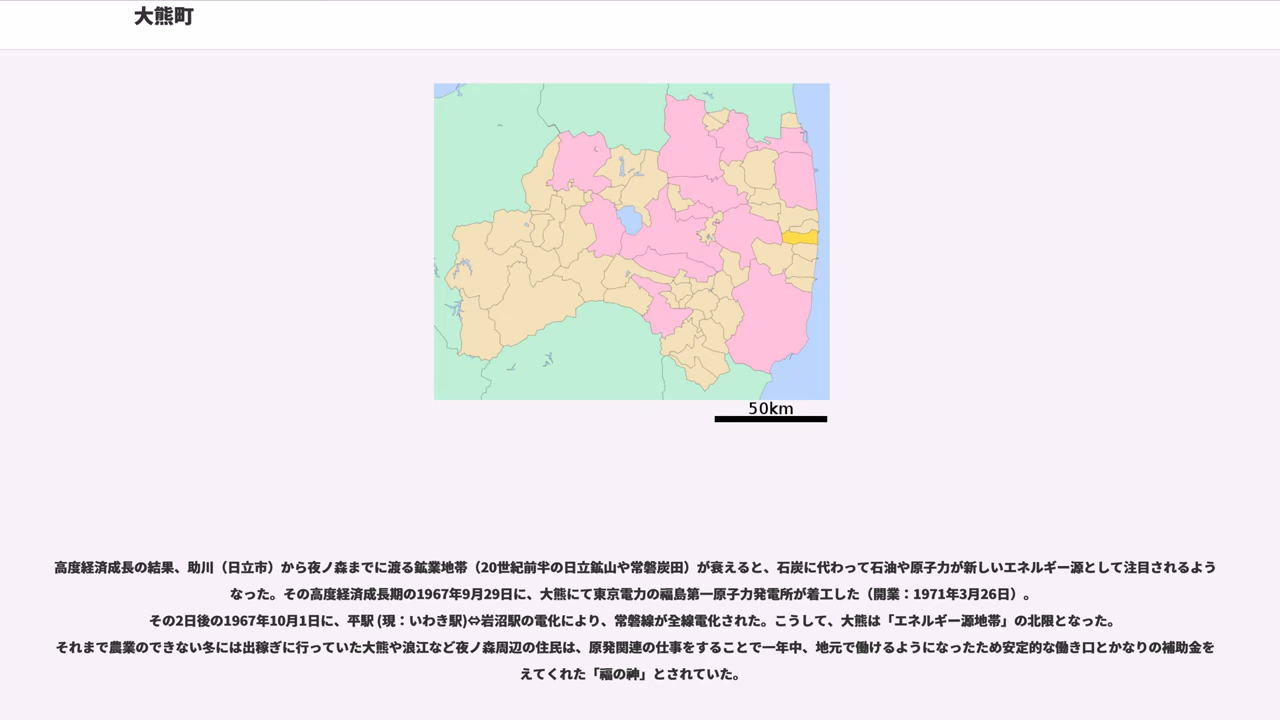 大熊町
50km
高度経済成長の結果、助川（日立市）から夜ノ森までに渡る鉱業地帯（20世紀前半の日立鉱山や常磐炭田）が衰えると、石炭に代わって石油や原子力が新しいエネルギー源として注目されるよう
なった。その高度経済成長期の1967年9月29日に、大熊にて東京電力の福島第一原子力発電所が着工した（開業：1971年3月26日）。
その2日後の1967年10月1日に、平駅 (現：いわき駅)⇔岩沼駅の電化により、常磐線が全線電化された。こうして、大熊は「エネルギー源地帯」の北限となった。
それまで農業のできない冬には出稼ぎに行っていた大熊や浪江など夜ノ森周辺の住民は、原発関連の仕事をすることで一年中、地元で働けるようになったため安定的な働き口とかなりの補助金を
えてくれた「福の神」とされていた。